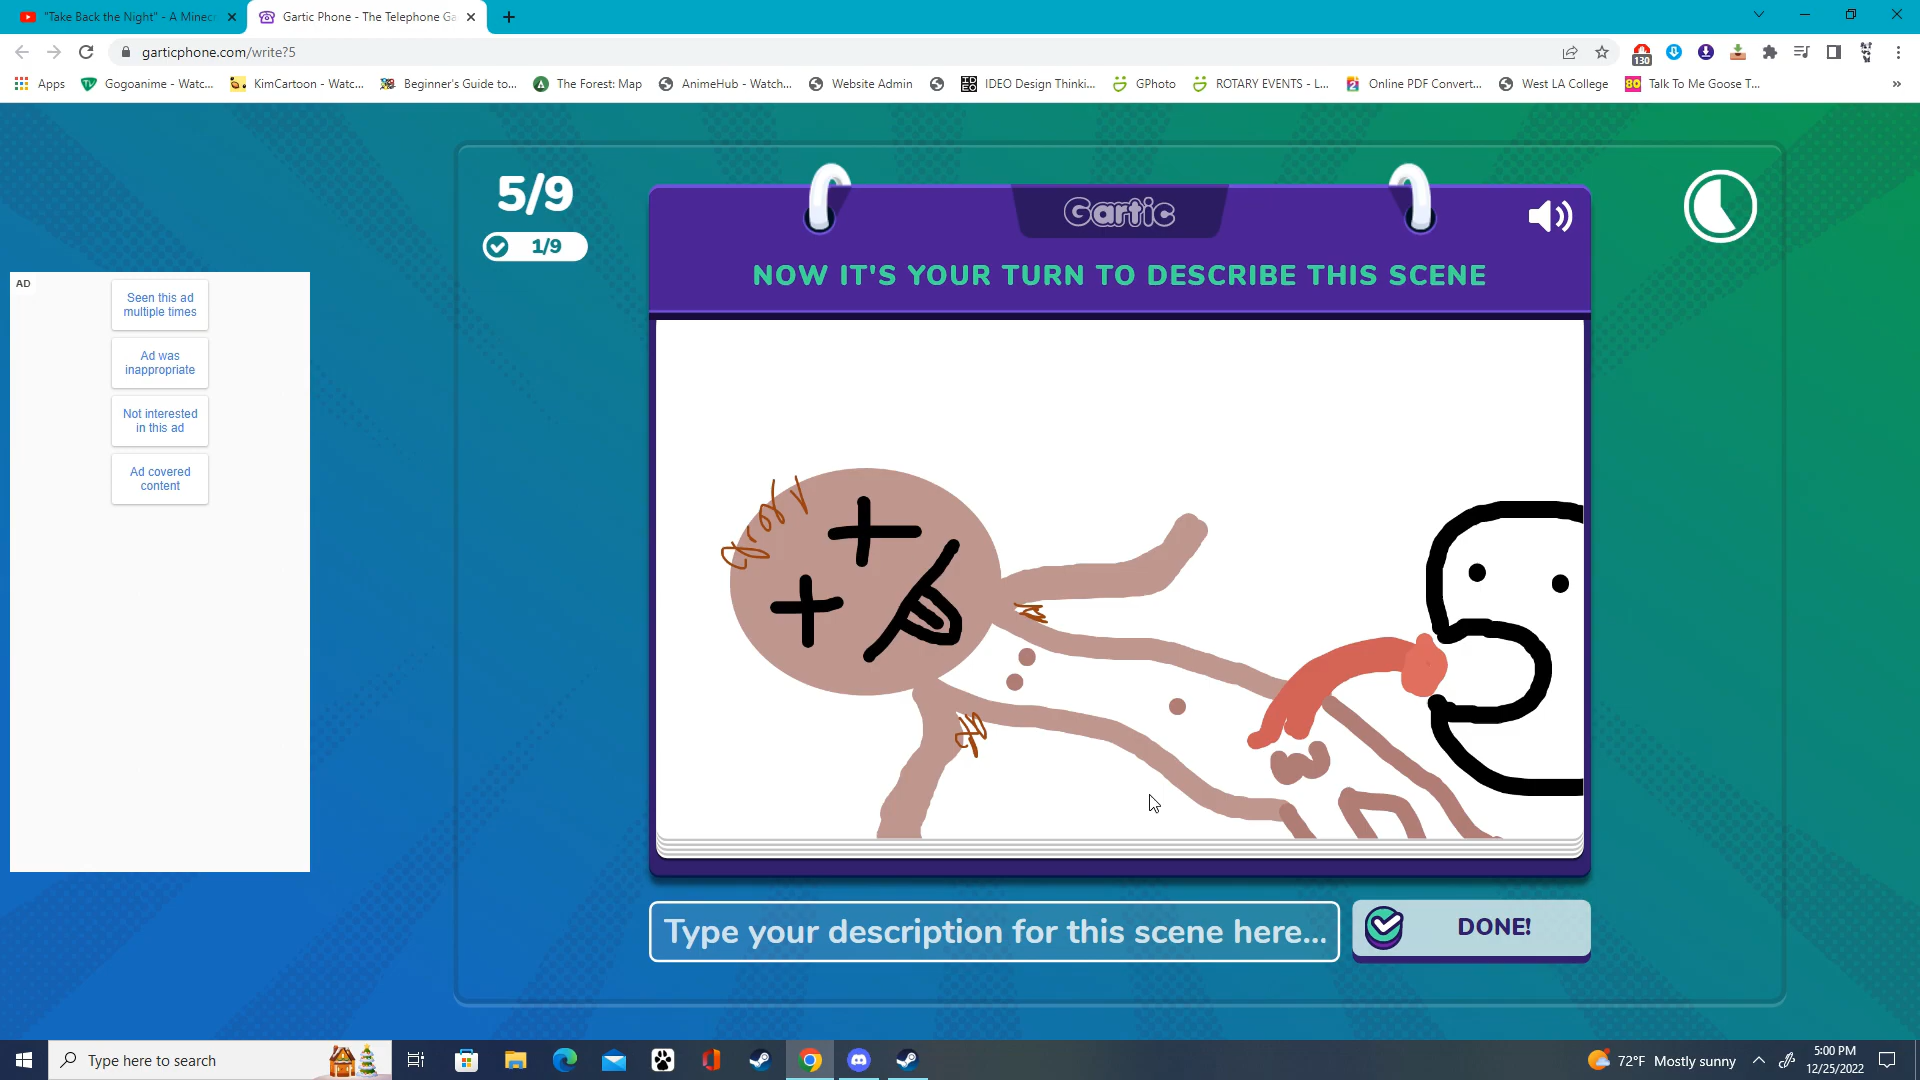 "Take Back the Night" - A Minec
Gartic Phone - The Telephone Ga
garticphone.com/write?5
130
Apps
Gogoanime - Watc...
KimCartoon - Watc...
Beginner's Guide to...
The Forest: Map
AnimeHub - Watch...
Website Admin
IDEO Design Thinki...
GPhoto
ROTARY EVENTS - L...
Online PDF Convert...
West LA College
Talk To Me Goose T...
5/9
1/9
Gartic
NOW IT'S YOUR TURN TO DESCRIBE THIS SCENE
AD
Seen this ad
multiple times
Ad was
inappropriate
Not interested
in this ad
Ad covered
content
Type your description for this scene here...
DONE!
Type here to search
72°F Mostly sunny
5:00 PM
12/25/2022